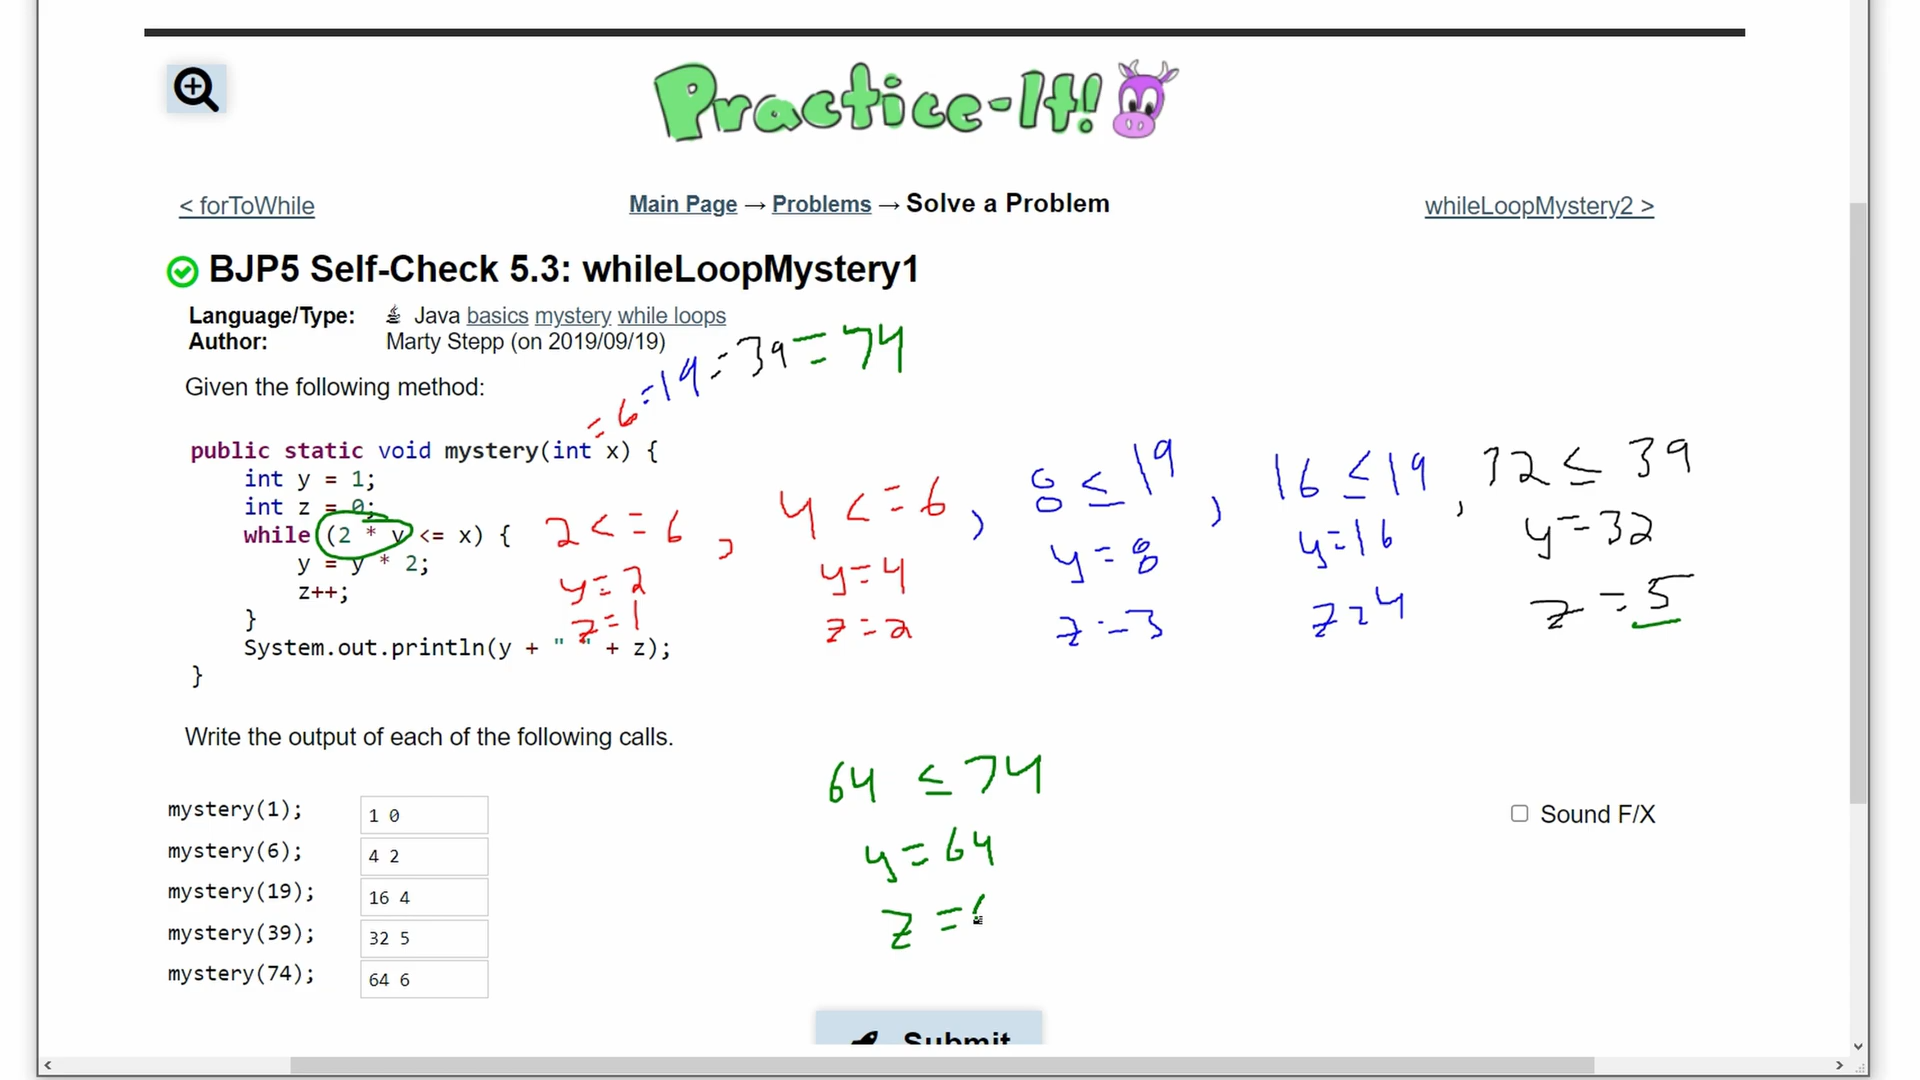 Practice-It!
< forToWhile
Main Page → Problems → Solve a Problem
whileLoopMystery2 >
BJP5 Self-Check 5.3: whileLoopMystery1
Language/Type: Java basics mystery while loops
Author: Marty Stepp (on 2019/09/19)
= 6 = 19 = 39 = 74
Given the following method:
public static void mystery(int x) {
int y = 1;
int z = 0;
while (2 * y <= x) {
y = y * 2;
z++;
}
System.out.println(y + " " + z);
}
2 <= 6,
y = 2
z = 1
4 <= 6,
y = 4
z = 2
8 ≤ 19,
y = 8
z = 3
16 ≤ 19,
y = 16
z = 4
32 ≤ 39
y = 32
z = 5
Write the output of each of the following calls.
64 ≤ 74
y = 64
z =
mystery(1); 1 0
mystery(6); 4 2
mystery(19); 16 4
mystery(39); 32 5
mystery(74); 64 6
Sound F/X
Submit